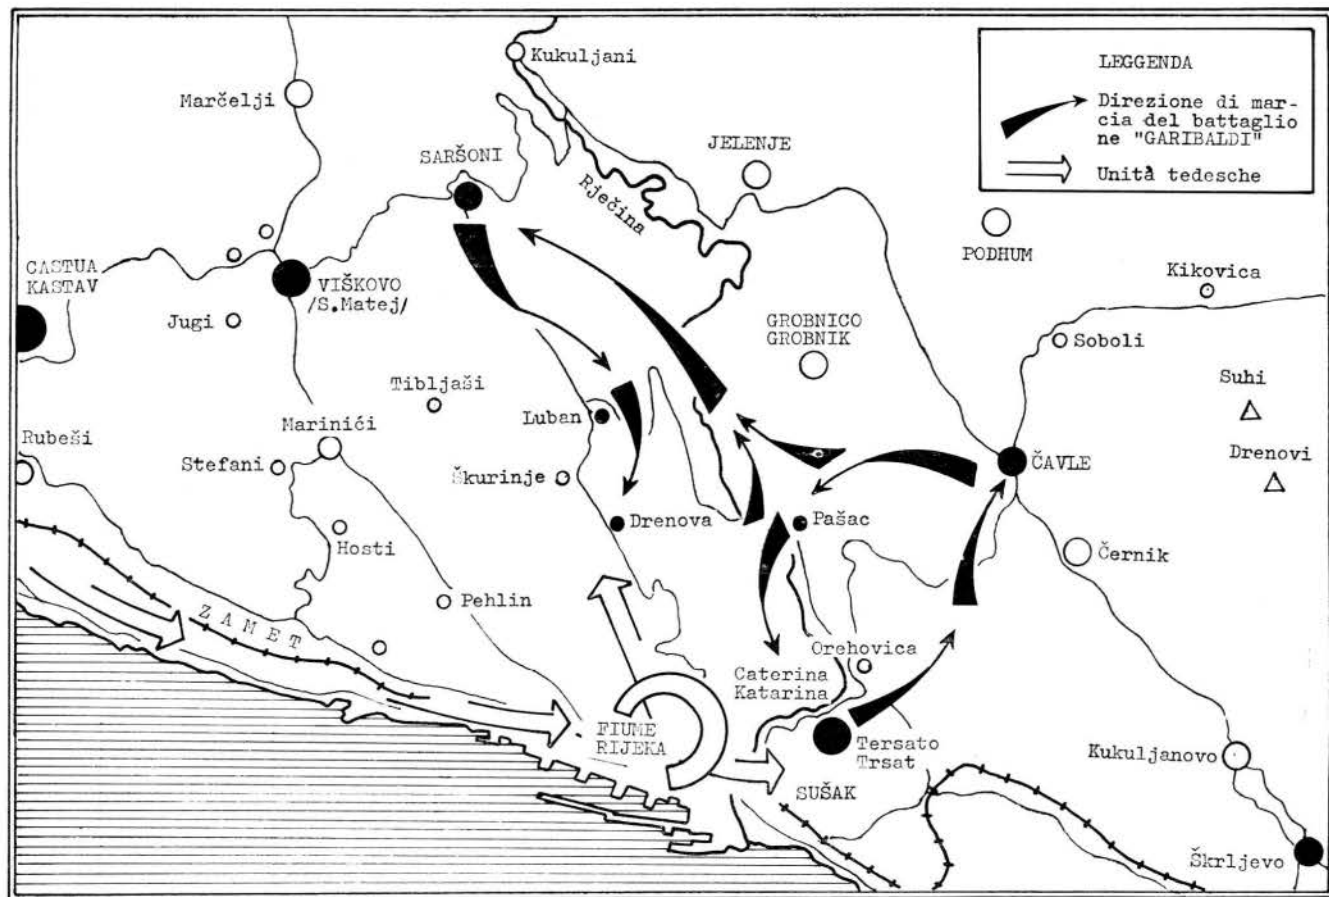 Kukuljani
LEGGENDA
Direzione di mar-
cia del battaglio
ne "GARIBALDI"
Unità tedesche
Marčelji
SARŠONI
JELENJE
Rječina
PODHUM
CASTUA
KASTAV
VIŠKOVO
/S.Matej/
Kikovica
Jugi
GROBNICO
GROBNIK
Soboli
Suhi
Tibljaši
Luban
Marinići
Rubeši
Stefani
Škurinje
ČAVLE
Drenovi
Drenova
Pašac
Hosti
Černik
Pehlin
ZAMET
Orehovica
Caterina
Katarina
FIUME
RIJEKA
Tersato
Trsat
Kukuljanovo
SUŠAK
Škrljevo